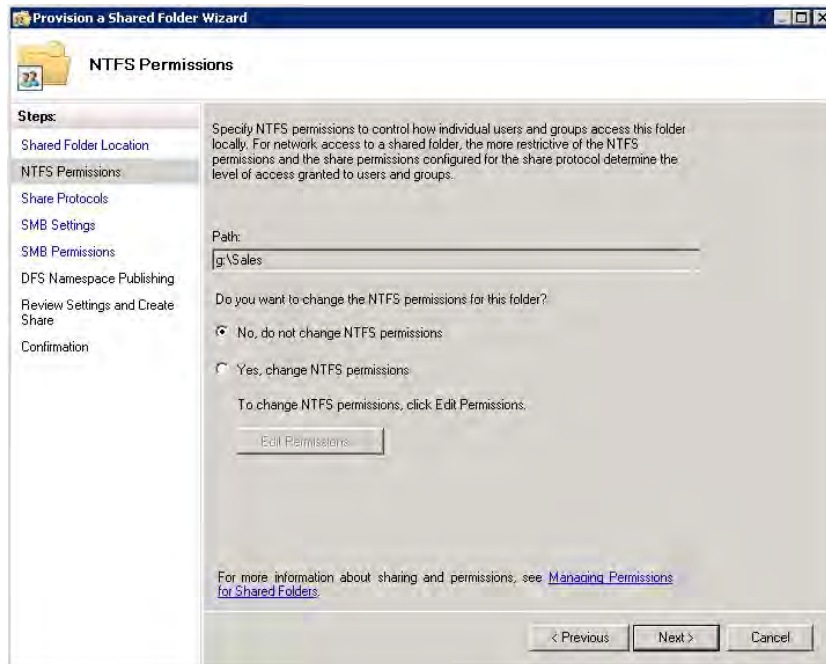 Provision a Shared Folder Wizard
NTFS Permissions
Steps:
Shared Folder Location
NTFS Permissions
Share Protocols
SMB Settings
SMB Permissions
DFS Namespace Publishing
Review Settings and Create
Share
Confirmation
Specify NTFS permissions to control how individual users and groups access this folder
locally. For network access to a shared folder, the more restrictive of the NTFS
permissions and the share permissions configured for the share protocol determine the
level of access granted to users and groups.
Path:
g:\Sales
Do you want to change the NTFS permissions for this folder?
No, do not change NTFS permissions
Yes, change NTFS permissions
To change NTFS permissions, click Edit Permissions.
Edit Permissions...
For more information about sharing and permissions, see Managing Permissions
for Shared Folders.
< Previous
Next >
Cancel